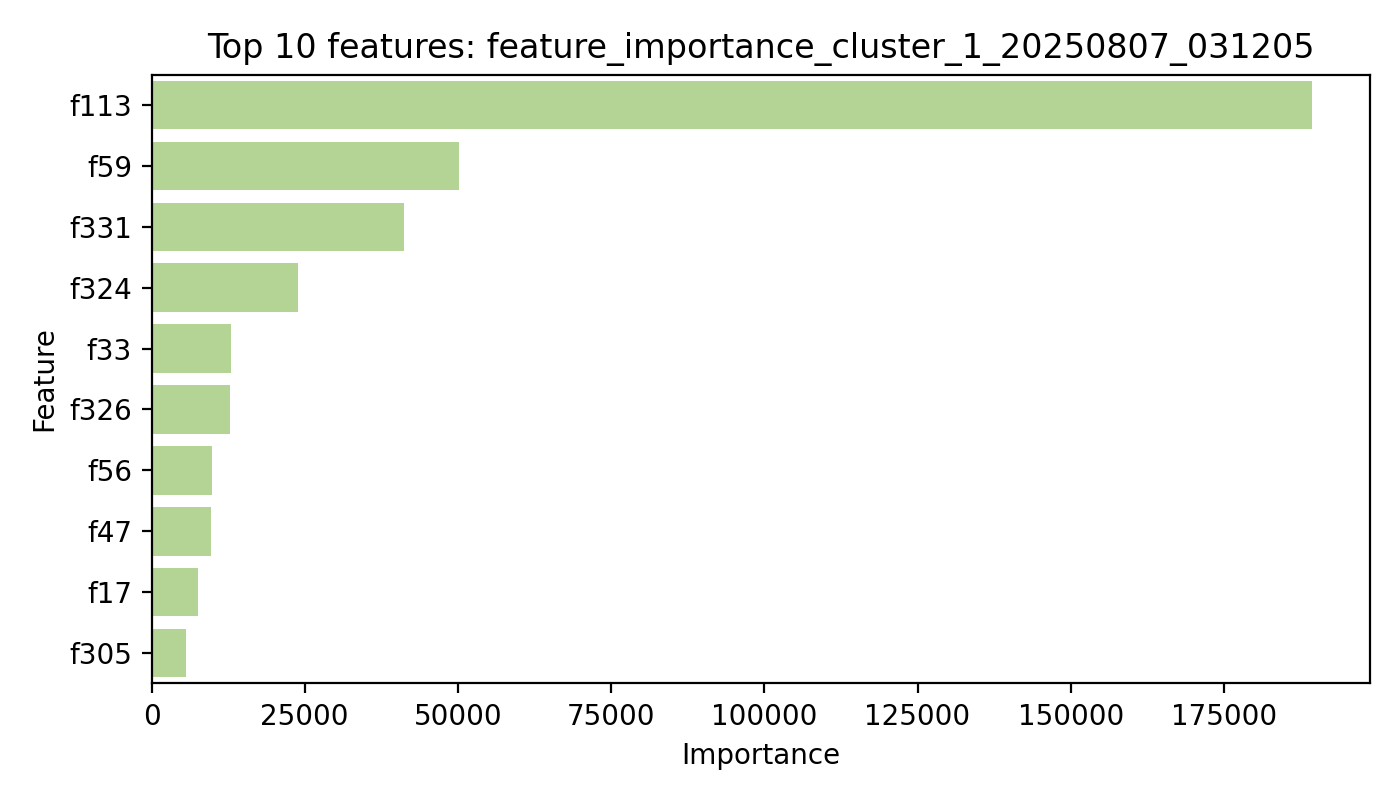 Top 10 features: feature_importance_cluster_1_20250807_031205
f113
f59
f331
f324
f33
f326
f56
f47
f17
f305
Feature
0 25000 50000 75000 100000 125000 150000 175000
Importance